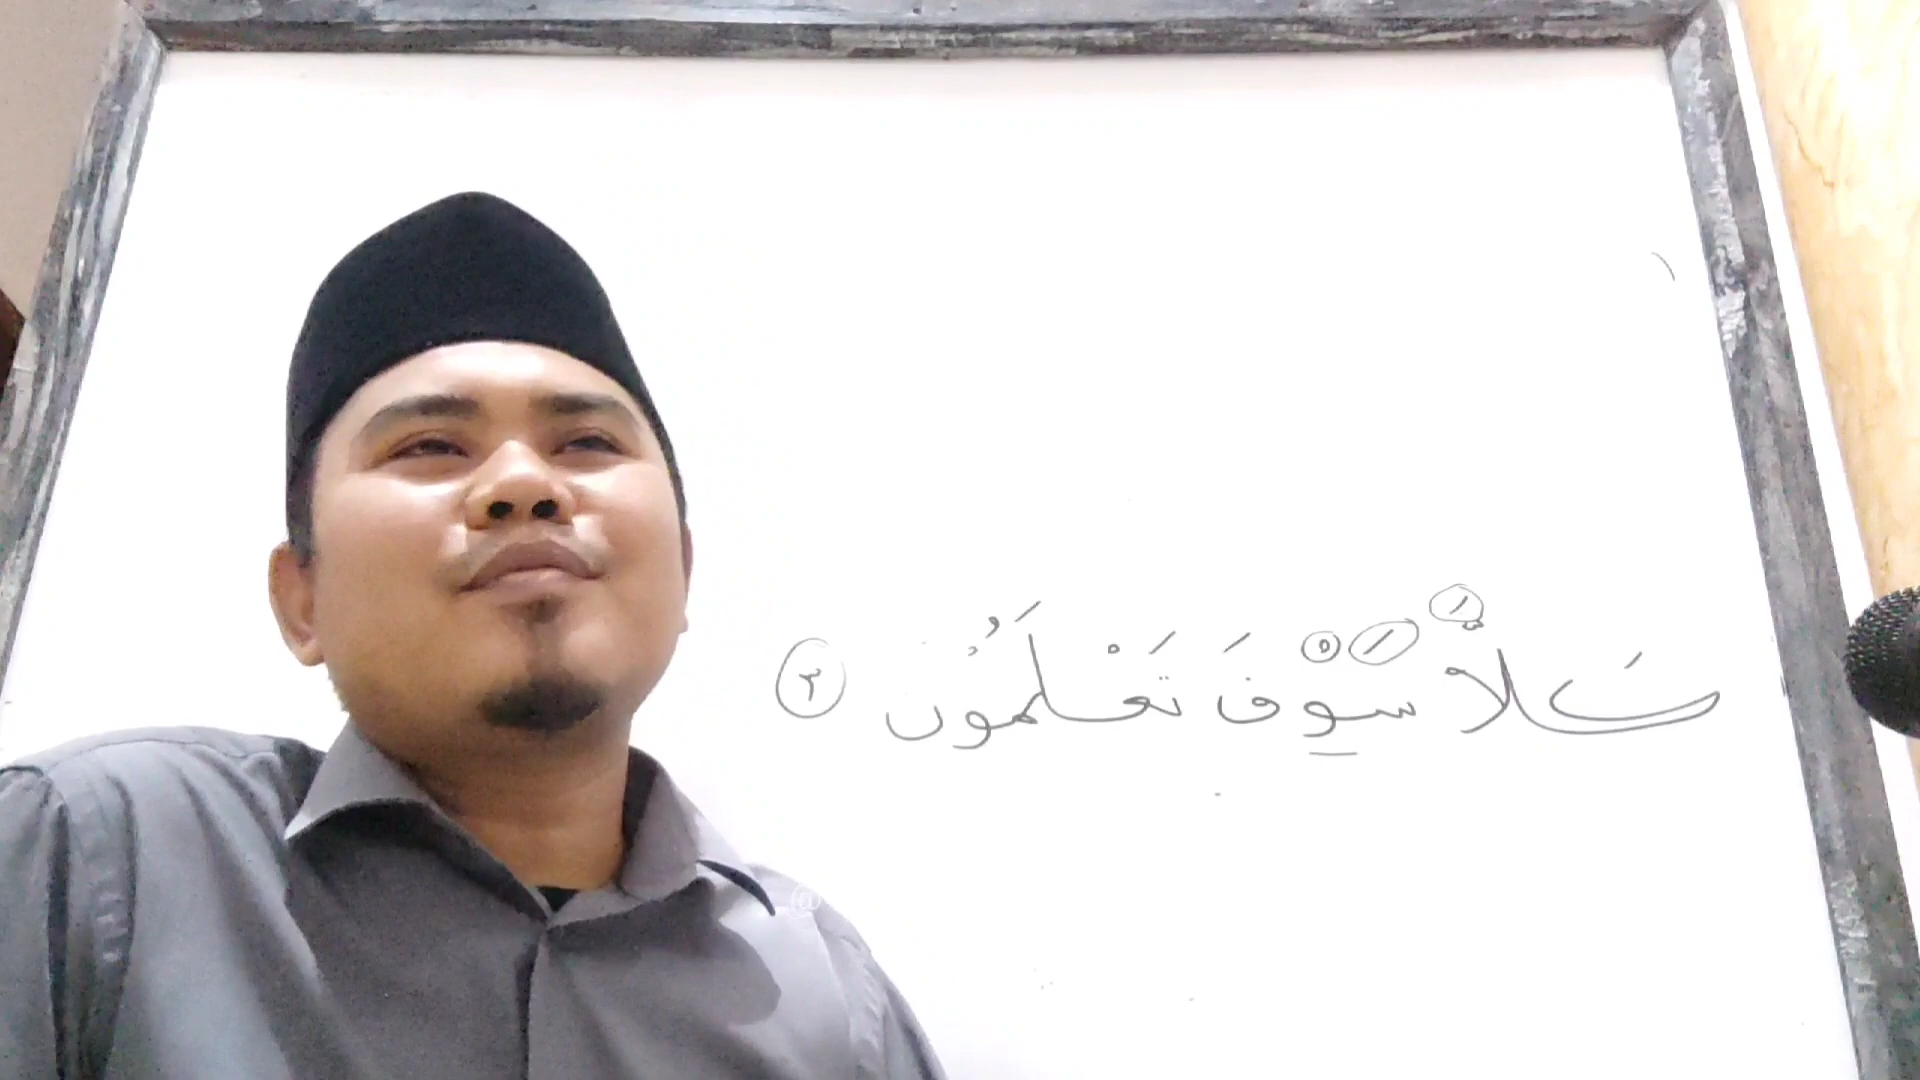 كَلَّا سَوْفَ تَعْلَمُونَ ٣